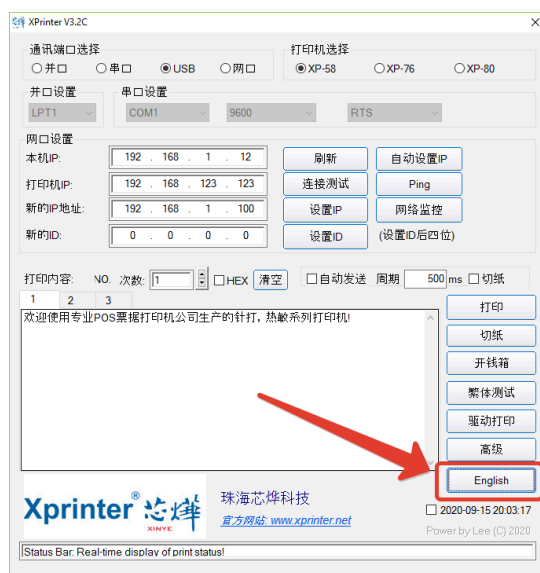 XPrinter V3.2C
通讯端口选择 打印机选择
并口 串口 USB 网口 XP-58 XP-76 XP-80
并口设置 串口设置
LPT1 COM1 9600 RTS
网口设置
本机IP: 192 . 168 . 1 . 12 刷新 自动设置IP
打印机IP: 192 . 168 . 123 . 123 连接测试 Ping
新的IP地址: 192 . 168 . 1 . 100 设置IP 网络监控
新的ID: 0 . 0 . 0 . 0 设置ID (设置ID后四位)
打印内容: NO. 次数: 1 HEX 清空 自动发送 周期 500 ms 切纸
1 2 3
欢迎使用专业POS票据打印机公司生产的针打，热敏系列打印机!
打印
切纸
开钱箱
繁体测试
驱动打印
高级
English
Xprinter® 芯烨 XINYE
珠海芯烨科技
官方网站: www.xprinter.net
2020-09-15 20:03:17
Power by Lee (C) 2020
Status Bar: Real-time display of print status!